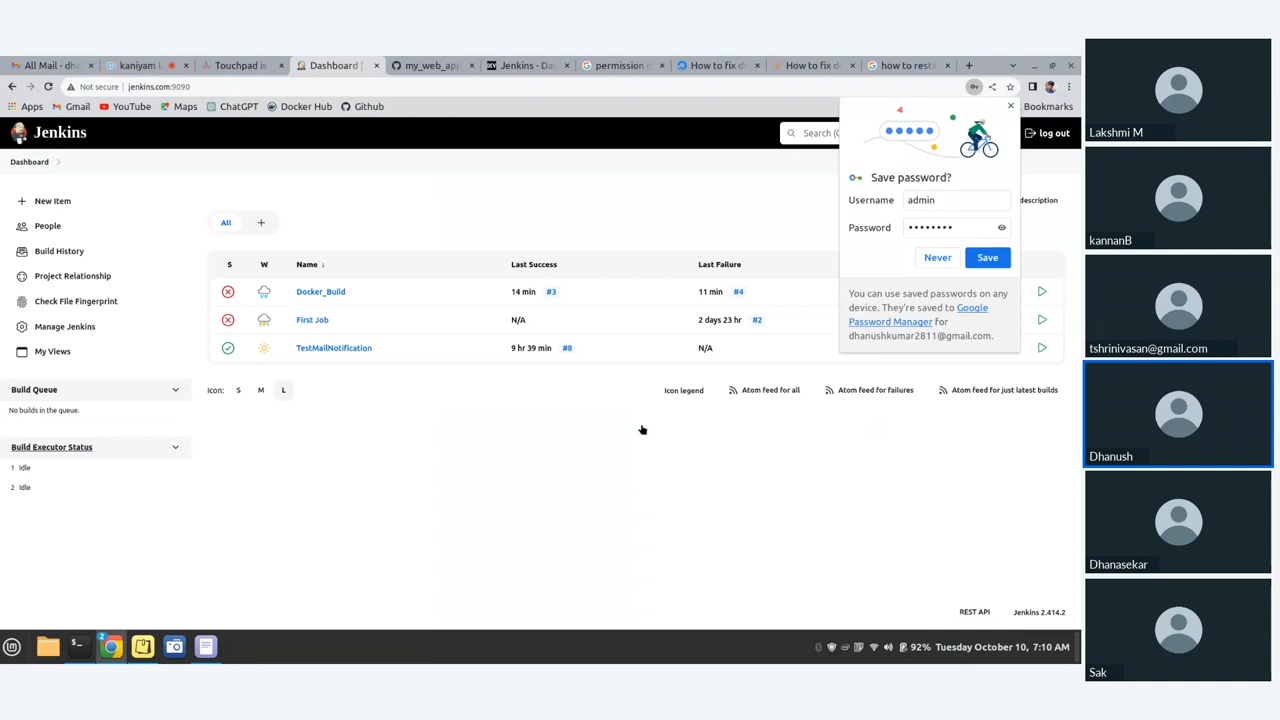 All Mail - dha
kaniyam l
Touchpad is
Dashboard [
my_web_app
Jenkins - Da
permission d
How to fix d
How to fix d
how to resta
Not secure jenkins.com:9090
Apps Gmail YouTube Maps ChatGPT Docker Hub Github Bookmarks
Jenkins
Search (C
log out
Dashboard
New Item
People
Build History
Project Relationship
Check File Fingerprint
Manage Jenkins
My Views
Build Queue
No builds in the queue.
Build Executor Status
1 Idle
2 Idle
description
All +
S W Name ↓ Last Success Last Failure
Docker_Build 14 min #3 11 min #4
First Job N/A 2 days 23 hr #2
TestMailNotification 9 hr 39 min #8 N/A
Icon: S M L
Icon legend Atom feed for all Atom feed for failures Atom feed for just latest builds
Save password?
Username admin
Password ••••••••
Never Save
You can use saved passwords on any
device. They're saved to Google
Password Manager for
dhanushkumar2811@gmail.com.
REST API Jenkins 2.414.2
2
92% Tuesday October 10, 7:10 AM
Lakshmi M
kannanB
tshrinivasan@gmail.com
Dhanush
Dhanasekar
Sak